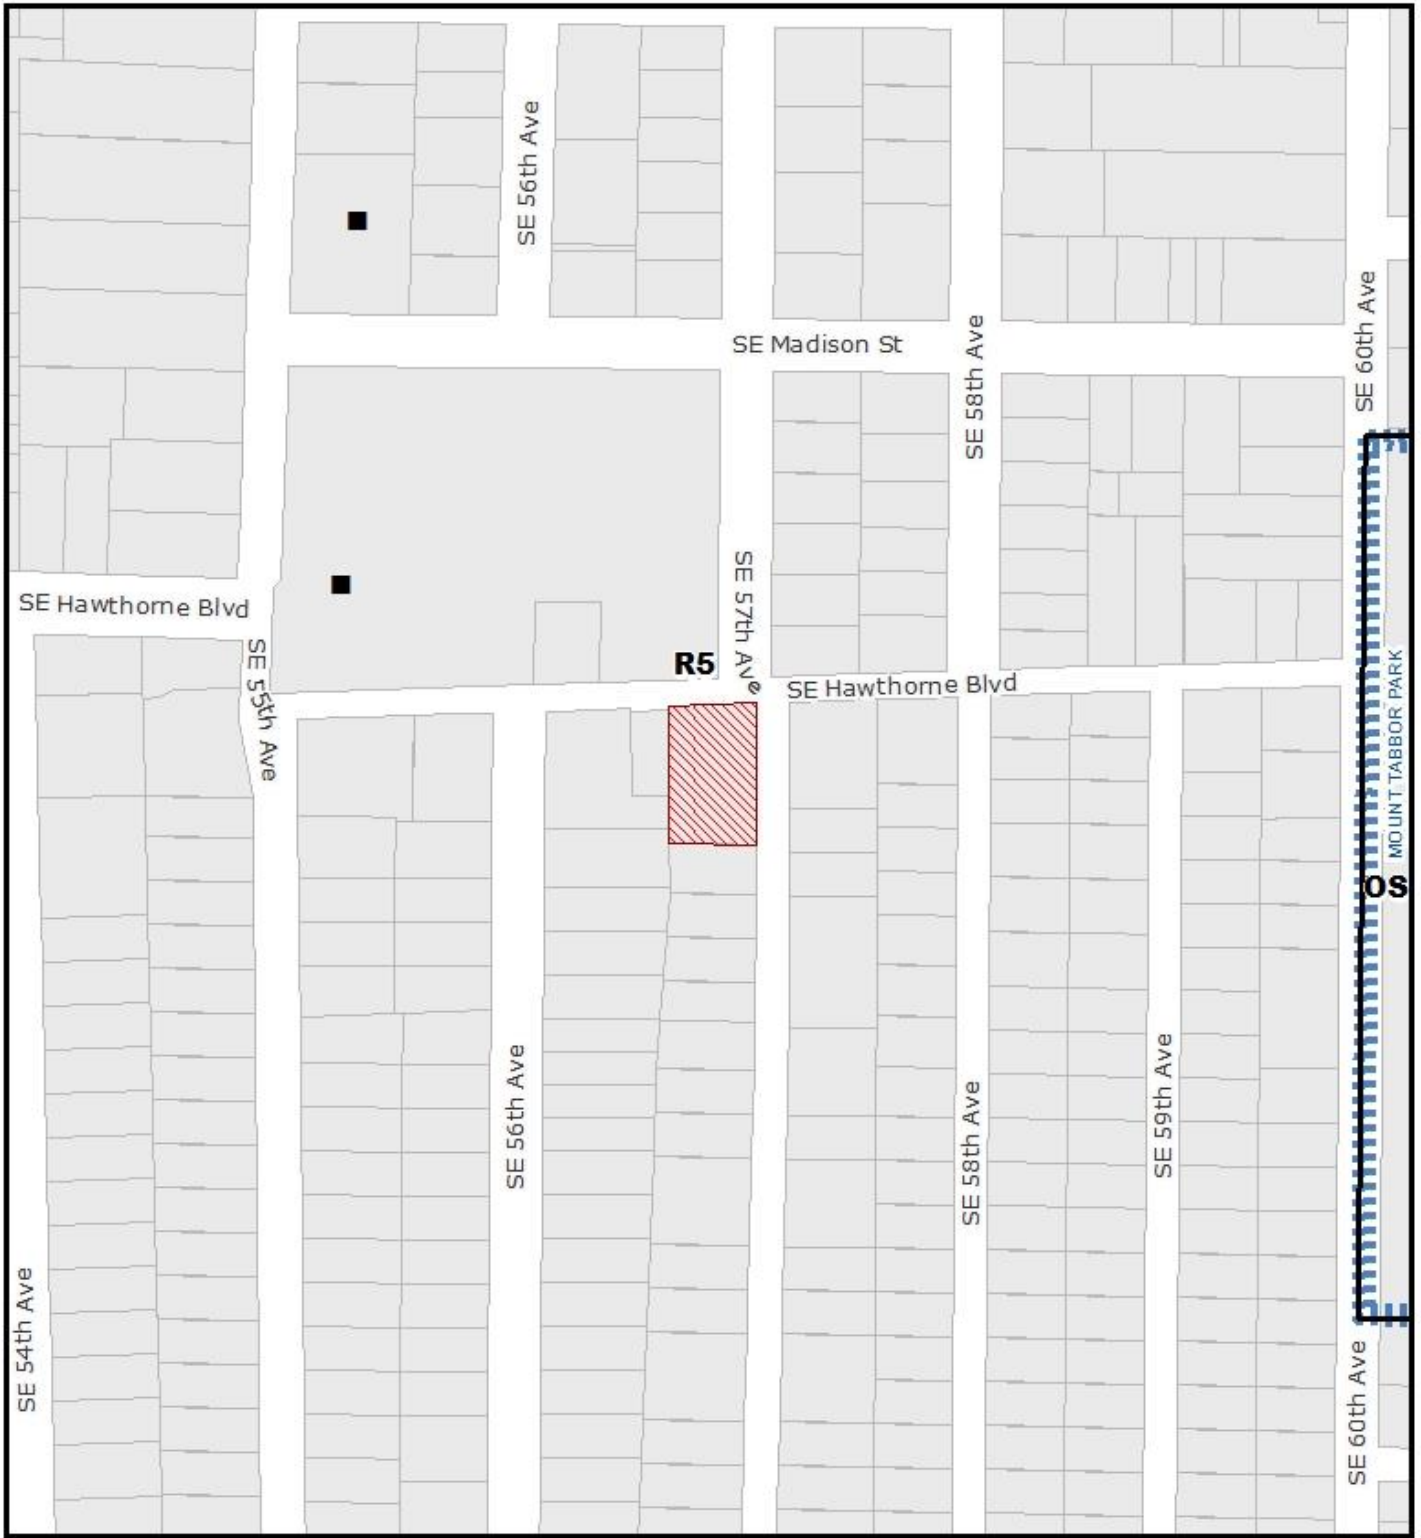 SE 56th Ave
SE 60th Ave
SE Madison St
SE 58th Ave
SE 57th Ave
SE Hawthorne Blvd
SE 55th Ave
R5
SE Hawthorne Blvd
MOUNT TABBOR PARK
OS
SE 56th Ave
SE 59th Ave
SE 58th Ave
SE 54th Ave
SE 60th Ave